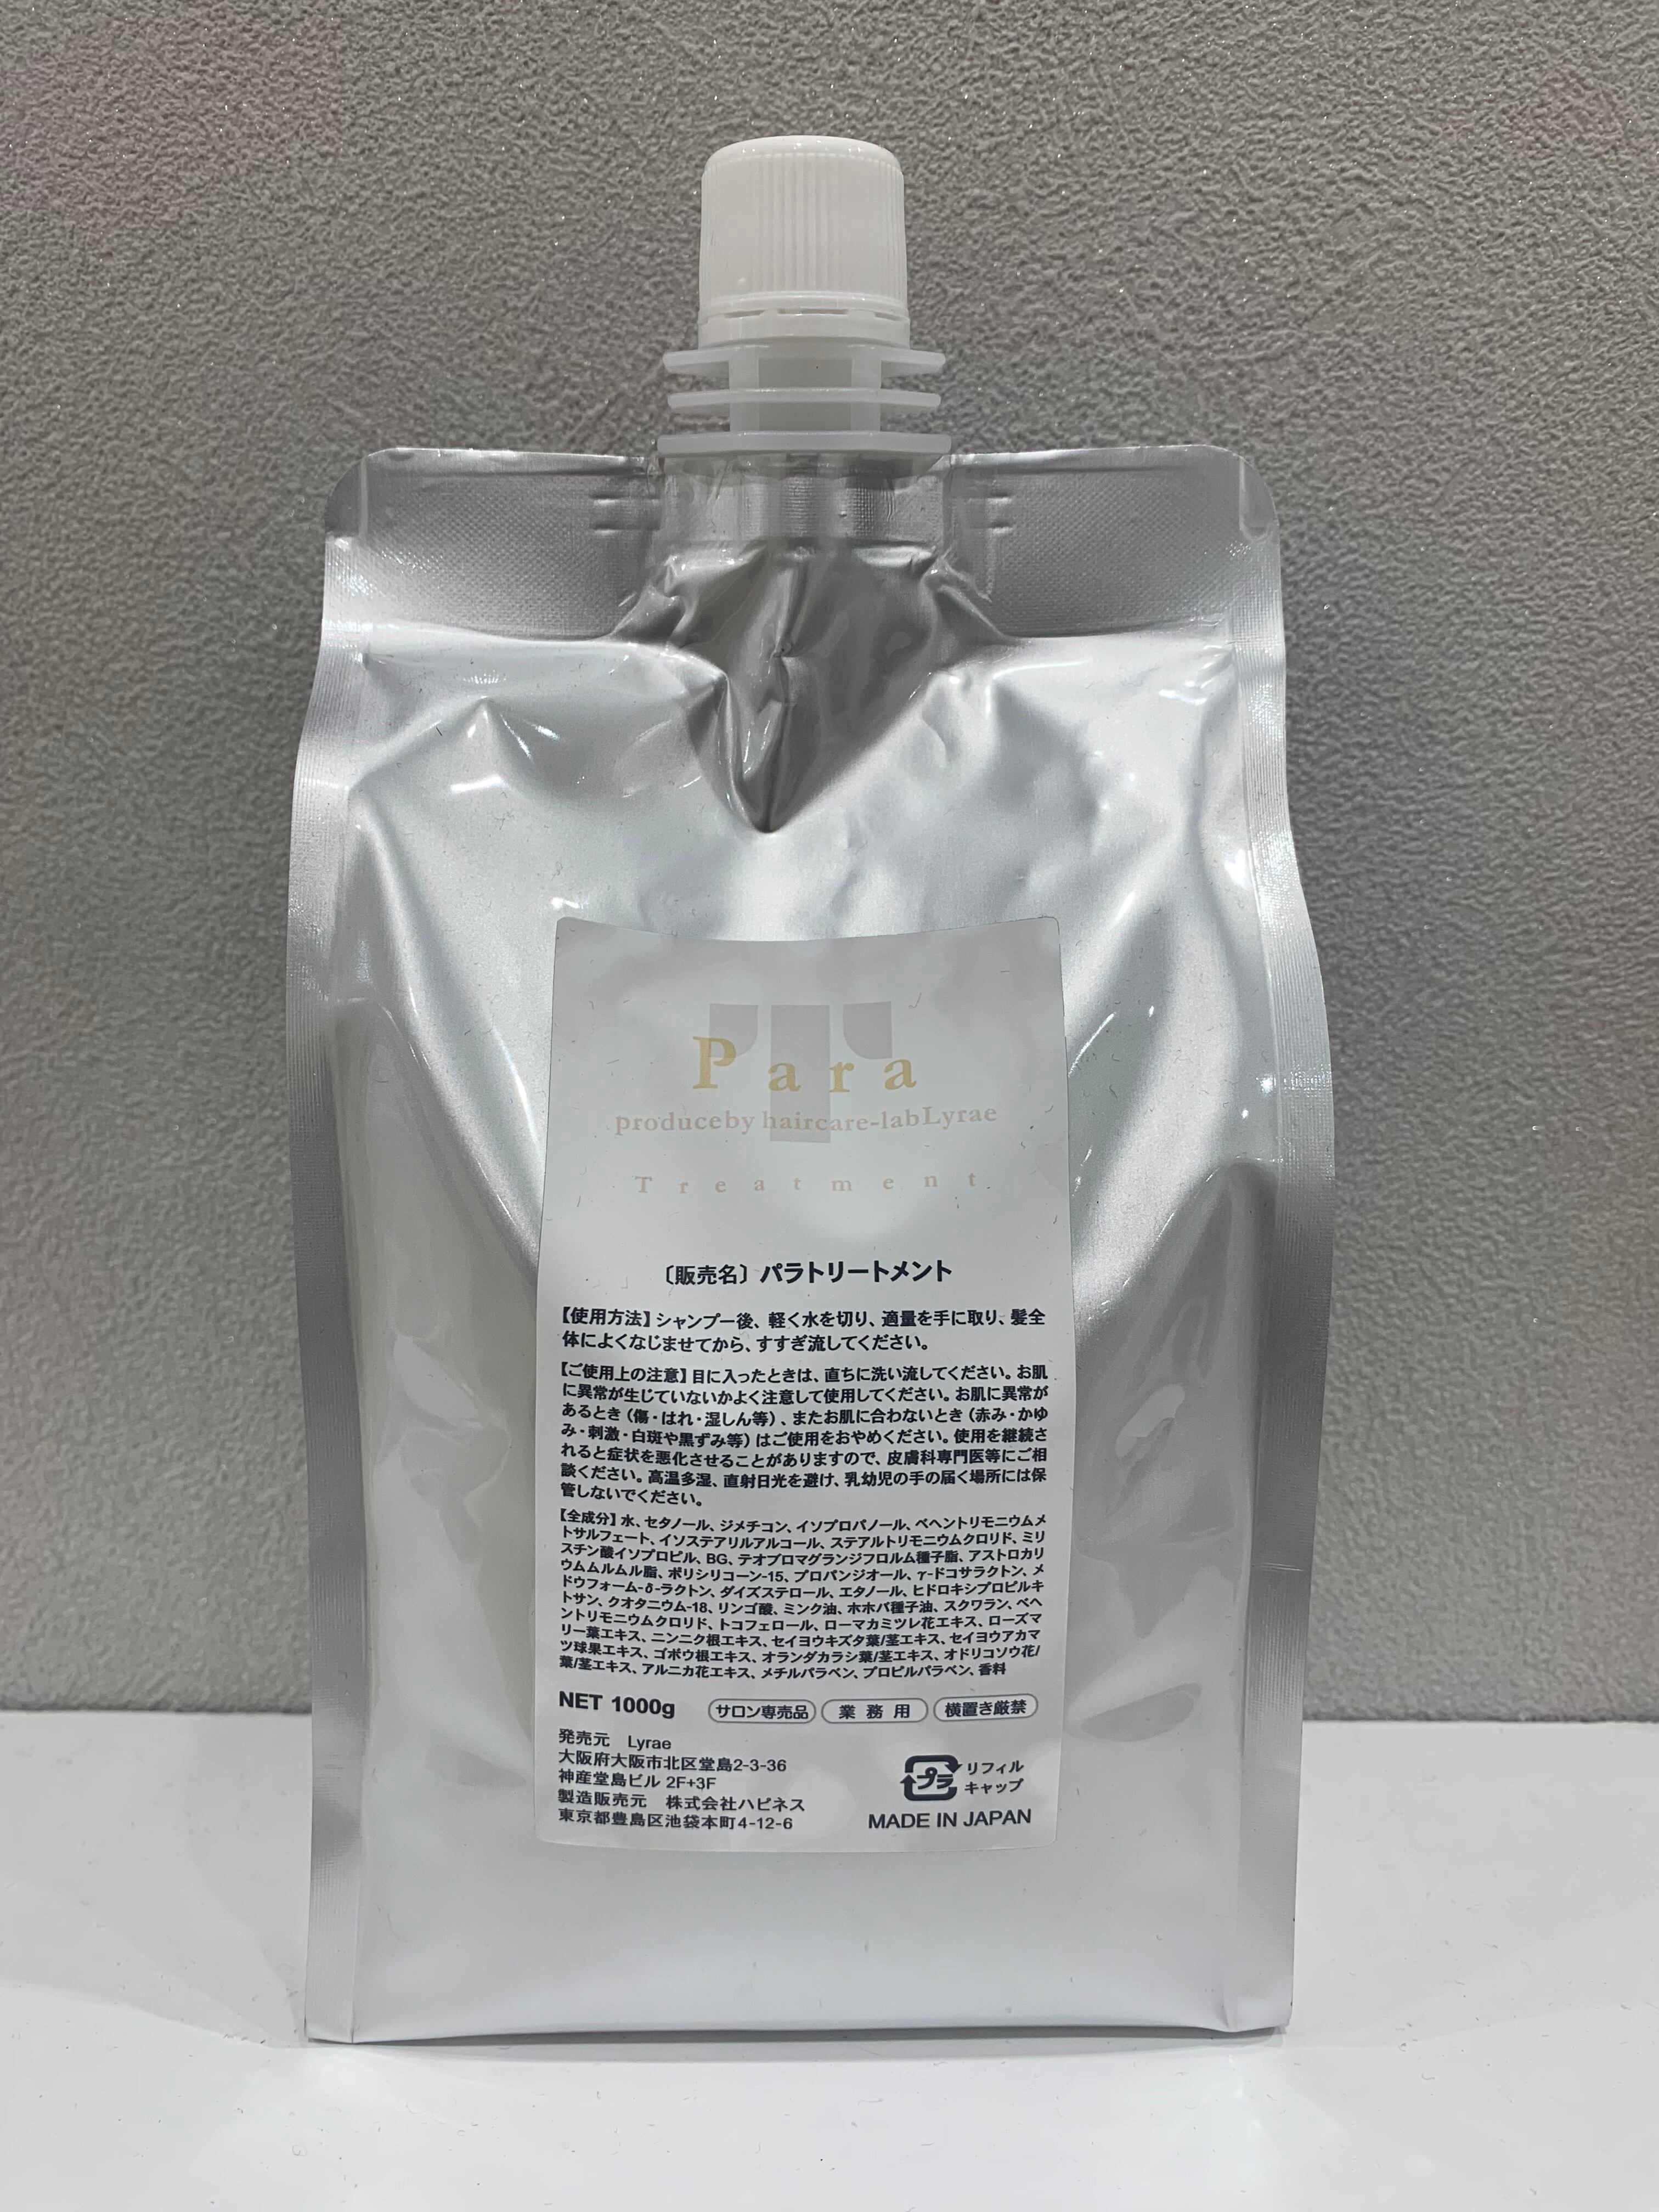 Para
produceby haircare-labLyrae
Treatment
〔販売名〕パラトリートメント
【使用方法】シャンプー後、軽く水を切り、適量を手に取り、髪全
体によくなじませてから、すすぎ流してください。
【ご使用上の注意】目に入ったときは、直ちに洗い流してください。お肌
に異常が生じていないかよく注意して使用してください。お肌に異常が
あるとき（傷・はれ・湿しん等）、またお肌に合わないとき（赤み・かゆ
み・刺激・白斑や黒ずみ等）はご使用をおやめください。使用を継続さ
れると症状を悪化させることがありますので、皮膚科専門医等にご相
談ください。高温多湿、直射日光を避け、乳幼児の手の届く場所には保
管しないでください。
【全成分】水、セタノール、ジメチコン、イソプロパノール、ベヘントリモニウムメ
トサルフェート、イソステアリルアルコール、ステアルトリモニウムクロリド、ミリ
スチン酸イソプロピル、BG、テオブロマグランジフロルム種子脂、アストロカリ
ウムムルムル脂、ポリシリコーン-15、プロパンジオール、γ-ドコサラクトン、メ
ドウフォーム-δ-ラクトン、ダイズステロール、エタノール、ヒドロキシプロピルキ
トサン、クオタニウム-18、リンゴ酸、ミンク油、ホホバ種子油、スクワラン、ベヘ
ントリモニウムクロリド、トコフェロール、ローマカミツレ花エキス、ローズマ
リー葉エキス、ニンニク根エキス、セイヨウキズタ葉/茎エキス、セイヨウアカマ
ツ球果エキス、ゴボウ根エキス、オランダカラシ葉/茎エキス、オドリコソウ花/
葉/茎エキス、アルニカ花エキス、メチルパラベン、プロピルパラベン、香料
NET 1000g サロン専売品 業務用 横置き厳禁
発売元 Lyrae
大阪府大阪市北区堂島2-3-36
神産堂島ビル 2F+3F
製造販売元 株式会社ハピネス
東京都豊島区池袋本町4-12-6
プラ リフィル
キャップ
MADE IN JAPAN